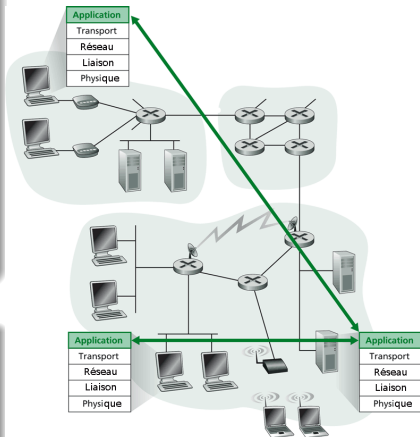 Application
Transport
Réseau
Liaison
Physique
Application
Transport
Réseau
Liaison
Physique
Application
Transport
Réseau
Liaison
Physique